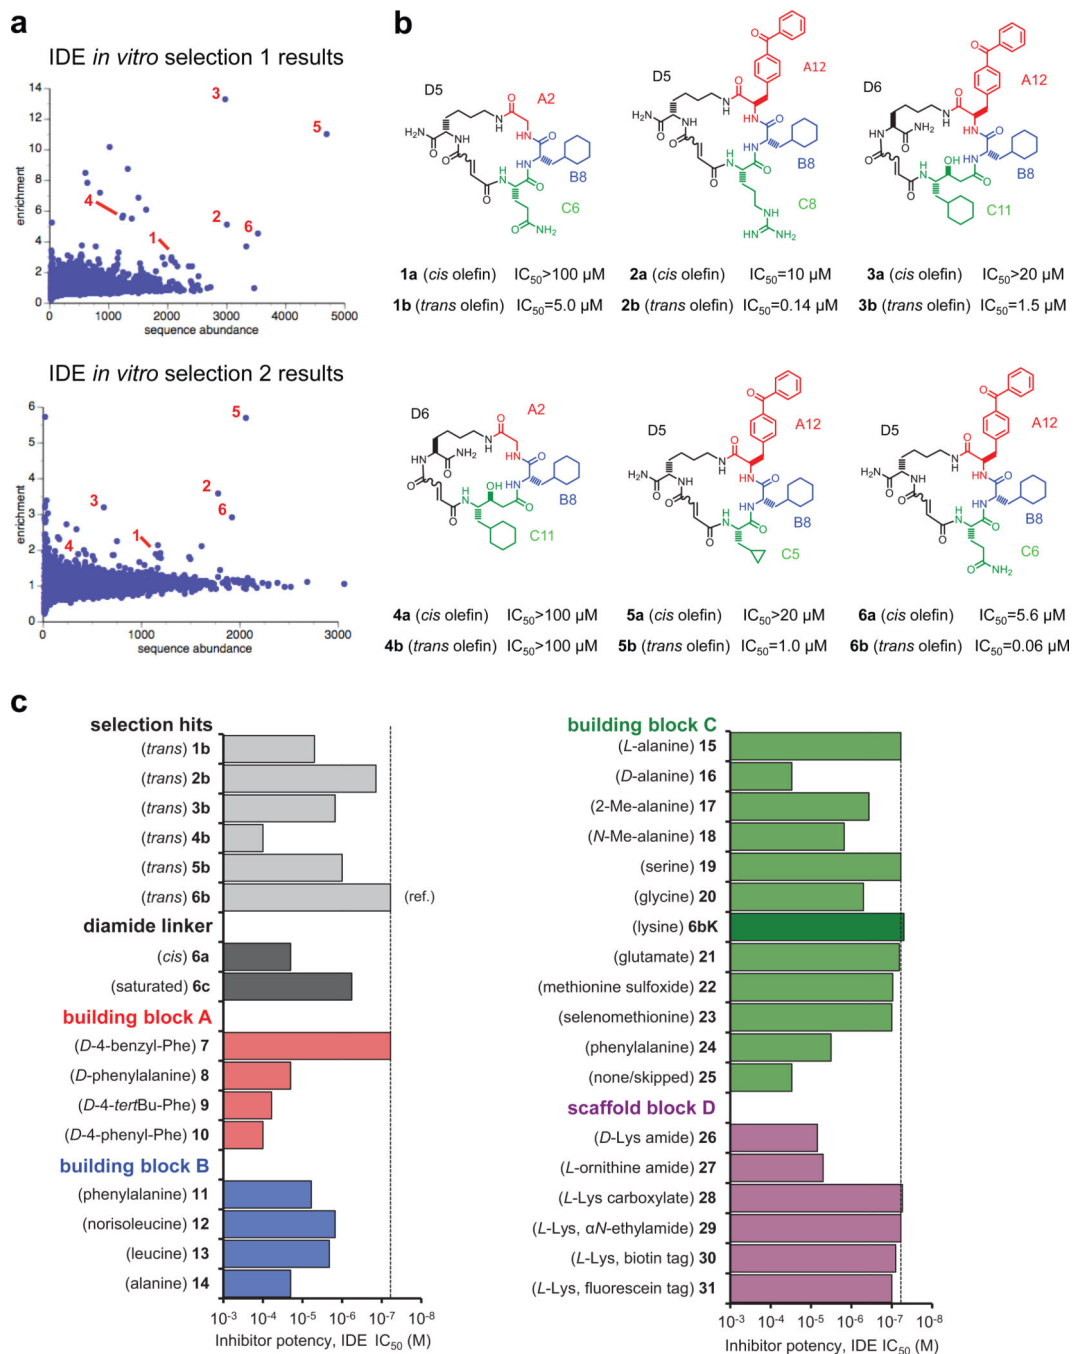 a
IDE in vitro selection 1 results
14
12
10
8
6
4
2
0
enrichment
3
5
4
2
6
1
0
1000
2000
3000
4000
5000
sequence abundance
IDE in vitro selection 2 results
6
5
4
3
2
1
0
enrichment
5
2
3
6
1
4
0
1000
2000
3000
sequence abundance
b
D5
A2
B8
C6
1a (cis olefin) IC50>100 µM
1b (trans olefin) IC50=5.0 µM
D5
A12
B8
C8
2a (cis olefin) IC50=10 µM
2b (trans olefin) IC50=0.14 µM
D6
A12
B8
C11
3a (cis olefin) IC50>20 µM
3b (trans olefin) IC50=1.5 µM
D6
A2
B8
C11
4a (cis olefin) IC50>100 µM
4b (trans olefin) IC50>100 µM
D5
A12
B8
C5
5a (cis olefin) IC50>20 µM
5b (trans olefin) IC50=1.0 µM
D5
A12
B8
C6
6a (cis olefin) IC50=5.6 µM
6b (trans olefin) IC50=0.06 µM
c
selection hits
(trans) 1b
(trans) 2b
(trans) 3b
(trans) 4b
(trans) 5b
(trans) 6b
(ref.)
diamide linker
(cis) 6a
(saturated) 6c
building block A
(D-4-benzyl-Phe) 7
(D-phenylalanine) 8
(D-4-tertBu-Phe) 9
(D-4-phenyl-Phe) 10
building block B
(phenylalanine) 11
(norisoleucine) 12
(leucine) 13
(alanine) 14
10-3 10-4 10-5 10-6 10-7 10-8
Inhibitor potency, IDE IC50 (M)
building block C
(L-alanine) 15
(D-alanine) 16
(2-Me-alanine) 17
(N-Me-alanine) 18
(serine) 19
(glycine) 20
(lysine) 6bK
(glutamate) 21
(methionine sulfoxide) 22
(selenomethionine) 23
(phenylalanine) 24
(none/skipped) 25
scaffold block D
(D-Lys amide) 26
(L-ornithine amide) 27
(L-Lys carboxylate) 28
(L-Lys, αN-ethylamide) 29
(L-Lys, biotin tag) 30
(L-Lys, fluorescein tag) 31
10-3 10-4 10-5 10-6 10-7 10-8
Inhibitor potency, IDE IC50 (M)